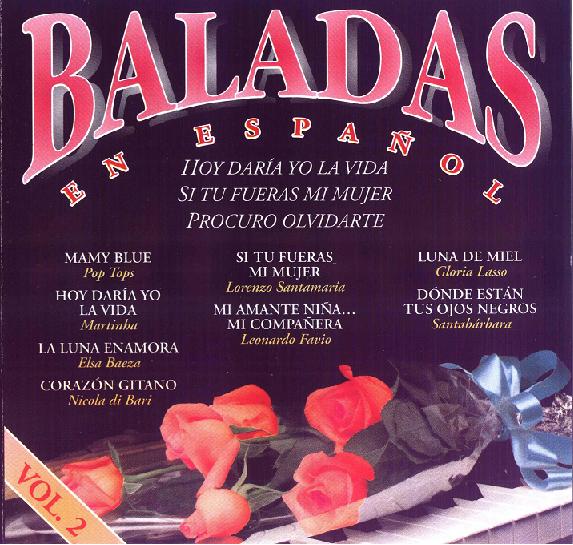 BALADAS
EN ESPAÑOL
HOY DARÍA YO LA VIDA
SI TU FUERAS MI MUJER
PROCURO OLVIDARTE
MAMY BLUE
Pop Tops
HOY DARÍA YO
LA VIDA
Martinha
LA LUNA ENAMORA
Elsa Baeza
CORAZÓN GITANO
Nicola di Bari
SI TU FUERAS
MI MUJER
Lorenzo Santamaria
MI AMANTE NIÑA...
MI COMPAÑERA
Leonardo Favio
LUNA DE MIEL
Gloria Lasso
DÓNDE ESTÁN
TUS OJOS NEGROS
Santabárbara
VOL. 2